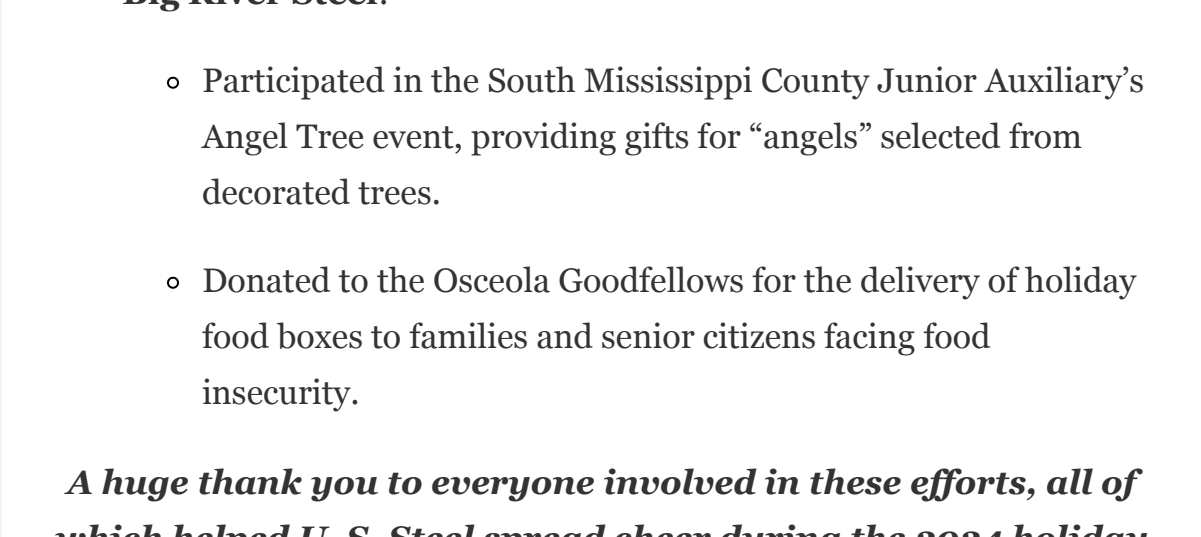 Big River Steel:
Participated in the South Mississippi County Junior Auxiliary’s
Angel Tree event, providing gifts for “angels” selected from
decorated trees.
Donated to the Osceola Goodfellows for the delivery of holiday
food boxes to families and senior citizens facing food
insecurity.
A huge thank you to everyone involved in these efforts, all of
which helped U. S. Steel spread cheer during the 2024 holiday